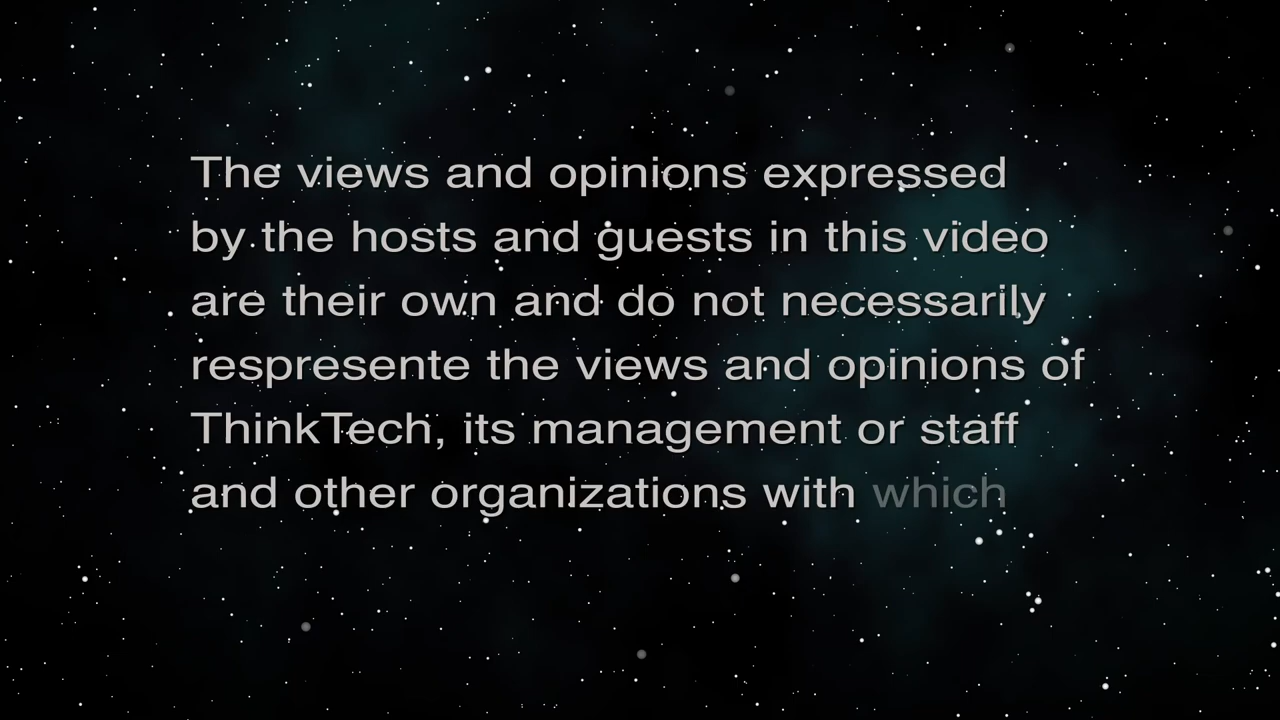 The views and opinions expressed
by the hosts and guests in this video
are their own and do not necessarily
respresente the views and opinions of
ThinkTech, its management or staff
and other organizations with which